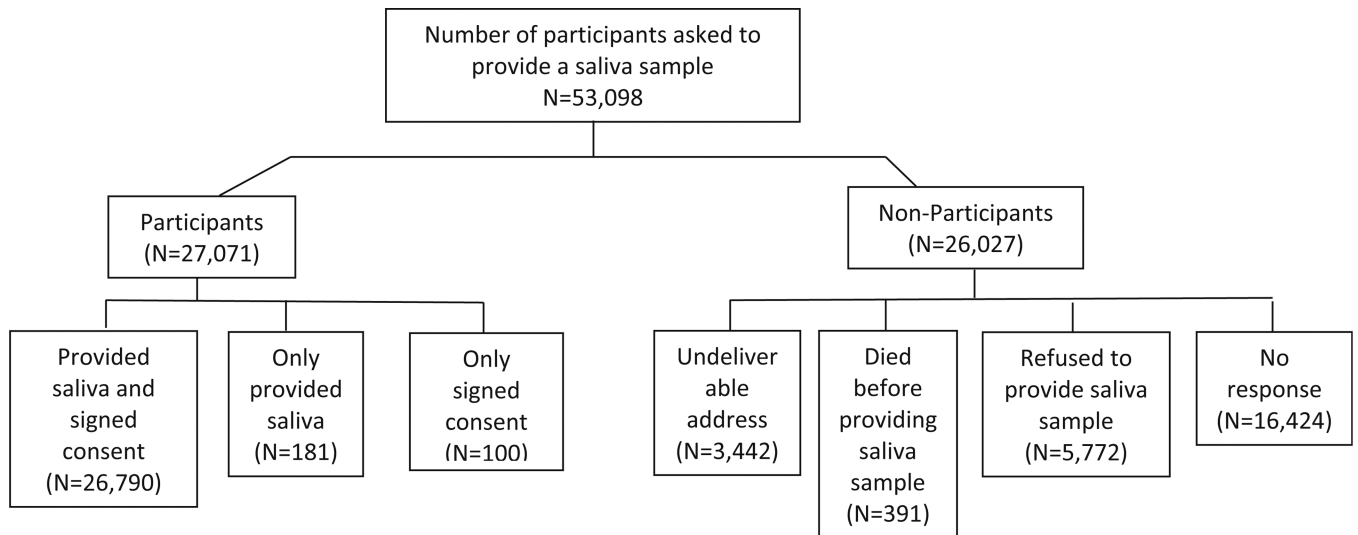 Number of participants asked to
provide a saliva sample
N=53,098
Participants
(N=27,071)
Non-Participants
(N=26,027)
Provided
saliva and
signed
consent
(N=26,790)
Only
provided
saliva
(N=181)
Only
signed
consent
(N=100)
Undeliver
able
address
(N=3,442)
Died
before
providing
saliva
sample
(N=391)
Refused to
provide saliva
sample
(N=5,772)
No
response
(N=16,424)